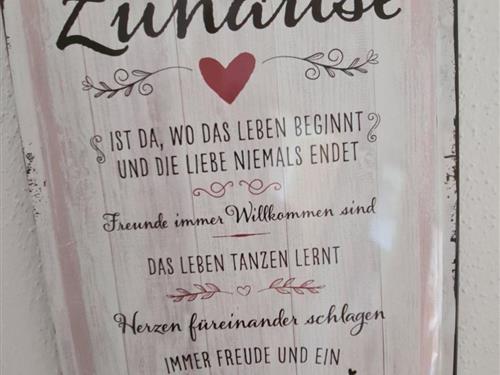 Zuhause
IST DA, WO DAS LEBEN BEGINNT
UND DIE LIEBE NIEMALS ENDET
Freunde immer Willkommen sind
DAS LEBEN TANZEN LERNT
Herzen füreinander schlagen
IMMER FREUDE UND EIN